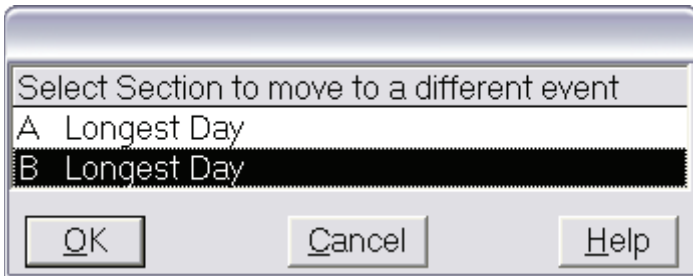 Select Section to move to a different event
A Longest Day
B Longest Day
OK Cancel Help